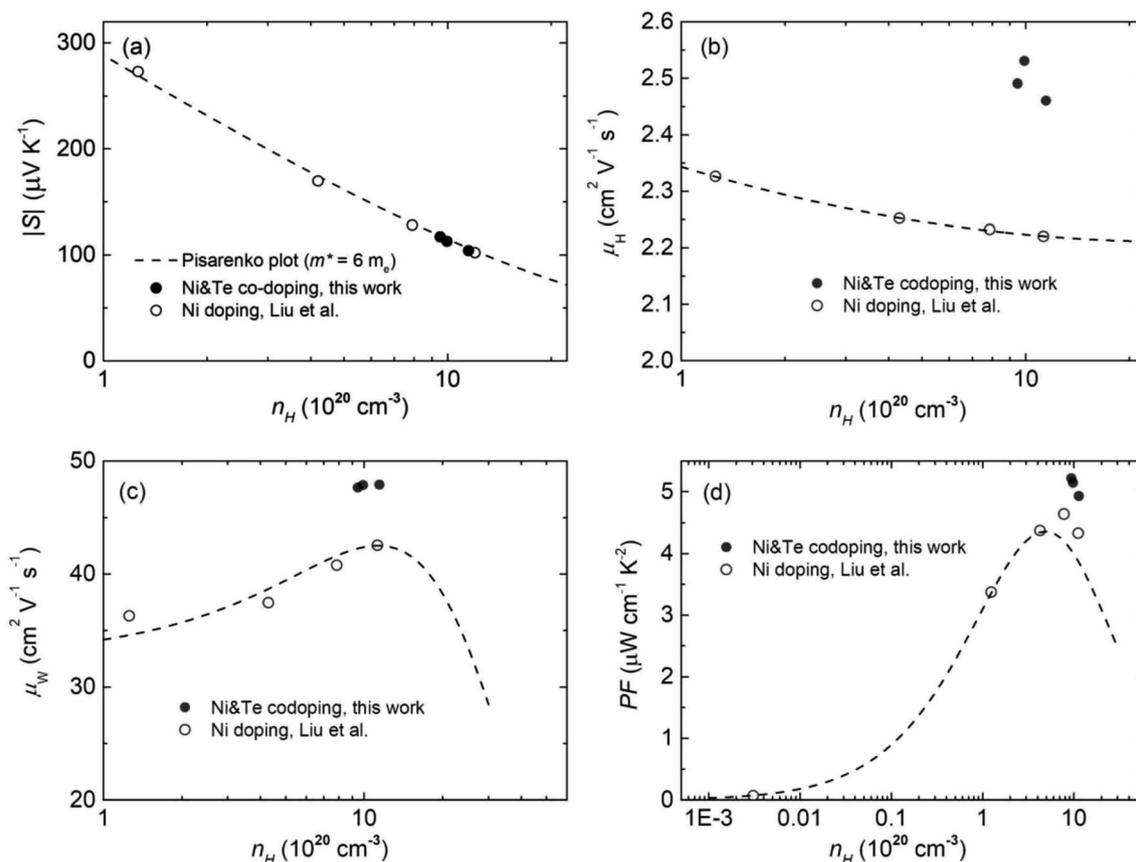 (a)
300
200
100
0
|S| (μV K⁻¹)
Pisarenko plot (m* = 6 mₑ)
Ni&Te co-doping, this work
Ni doping, Liu et al.
1
10
n_H (10²⁰ cm⁻³)
(b)
2.6
2.5
2.4
2.3
2.2
2.1
2.0
μ_H (cm² V⁻¹ s⁻¹)
Ni&Te codoping, this work
Ni doping, Liu et al.
1
10
n_H (10²⁰ cm⁻³)
(c)
50
40
30
20
μ_W (cm² V⁻¹ s⁻¹)
Ni&Te codoping, this work
Ni doping, Liu et al.
1
10
n_H (10²⁰ cm⁻³)
(d)
5
4
3
2
1
0
PF (μW cm⁻¹ K⁻²)
Ni&Te codoping, this work
Ni doping, Liu et al.
1E-3
0.01
0.1
1
10
n_H (10²⁰ cm⁻³)